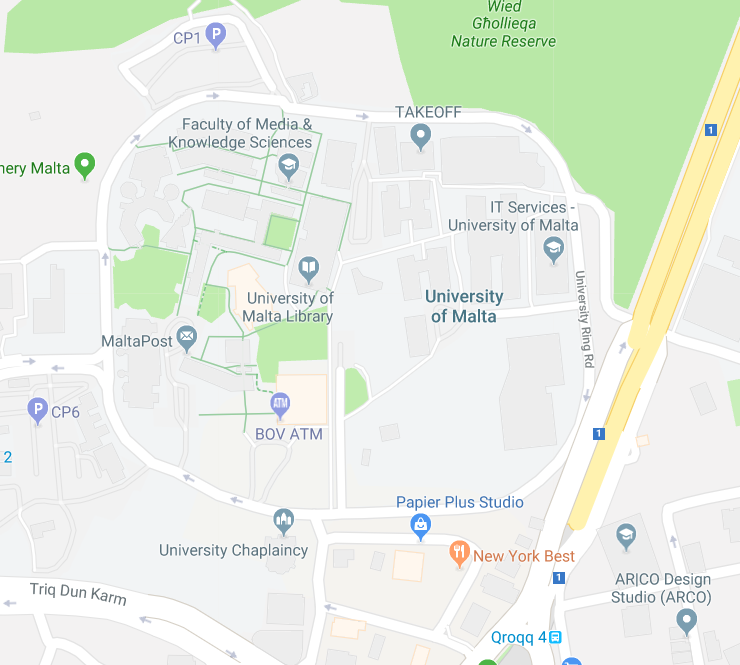 Wied
Għollieqa
Nature Reserve
CP1
P
TAKEOFF
1
Faculty of Media &
Knowledge Sciences
nery Malta
IT Services -
University of Malta
University of
Malta Library
University
of Malta
University Ring Rd
MaltaPost
P
CP6
ATM
BOV ATM
1
2
Papier Plus Studio
University Chaplaincy
New York Best
1
AR|CO Design
Studio (ARCO)
Triq Dun Karm
Qroqq 4